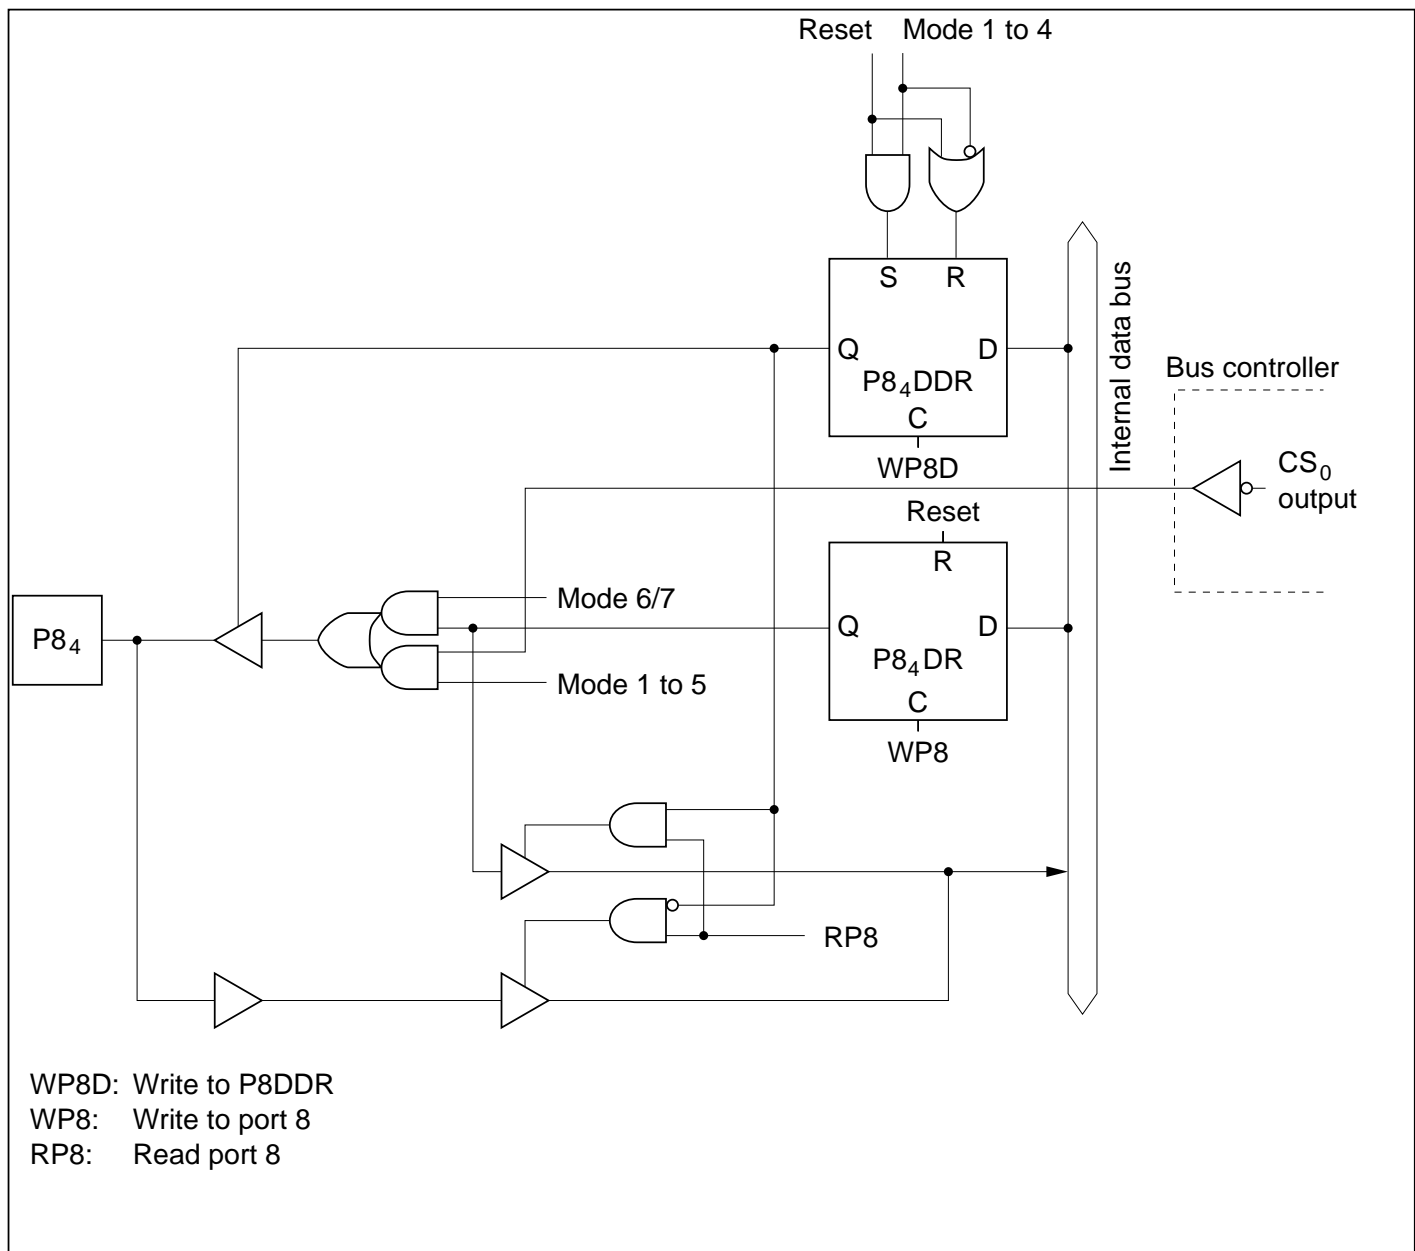 Reset Mode 1 to 4
S R
Q D
P8₄DDR
C
WP8D
Internal data bus
Bus controller
CS₀
output
Reset
R
Mode 6/7
Q D
P8₄DR
C
WP8
P8₄
Mode 1 to 5
RP8
WP8D: Write to P8DDR
WP8: Write to port 8
RP8: Read port 8